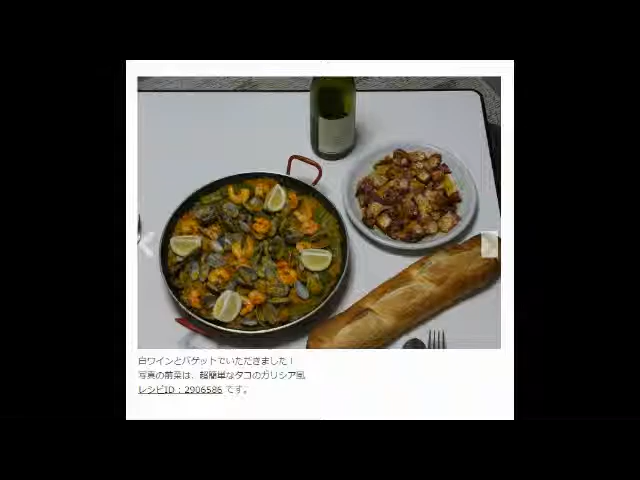 白ワインとバゲットでいただきました！
写真の前菜は、超簡単なタコのガリシア風
レシピID：2906586 です。